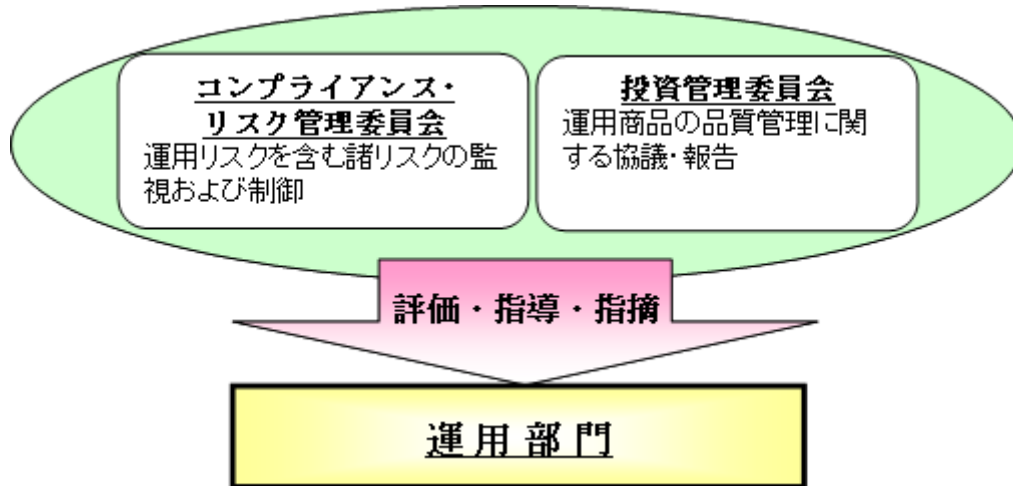 コンプライアンス・
リスク管理委員会
運用リスクを含む諸リスクの監
視および制御
投資管理委員会
運用商品の品質管理に関
する協議・報告
評価・指導・指摘
運用部門